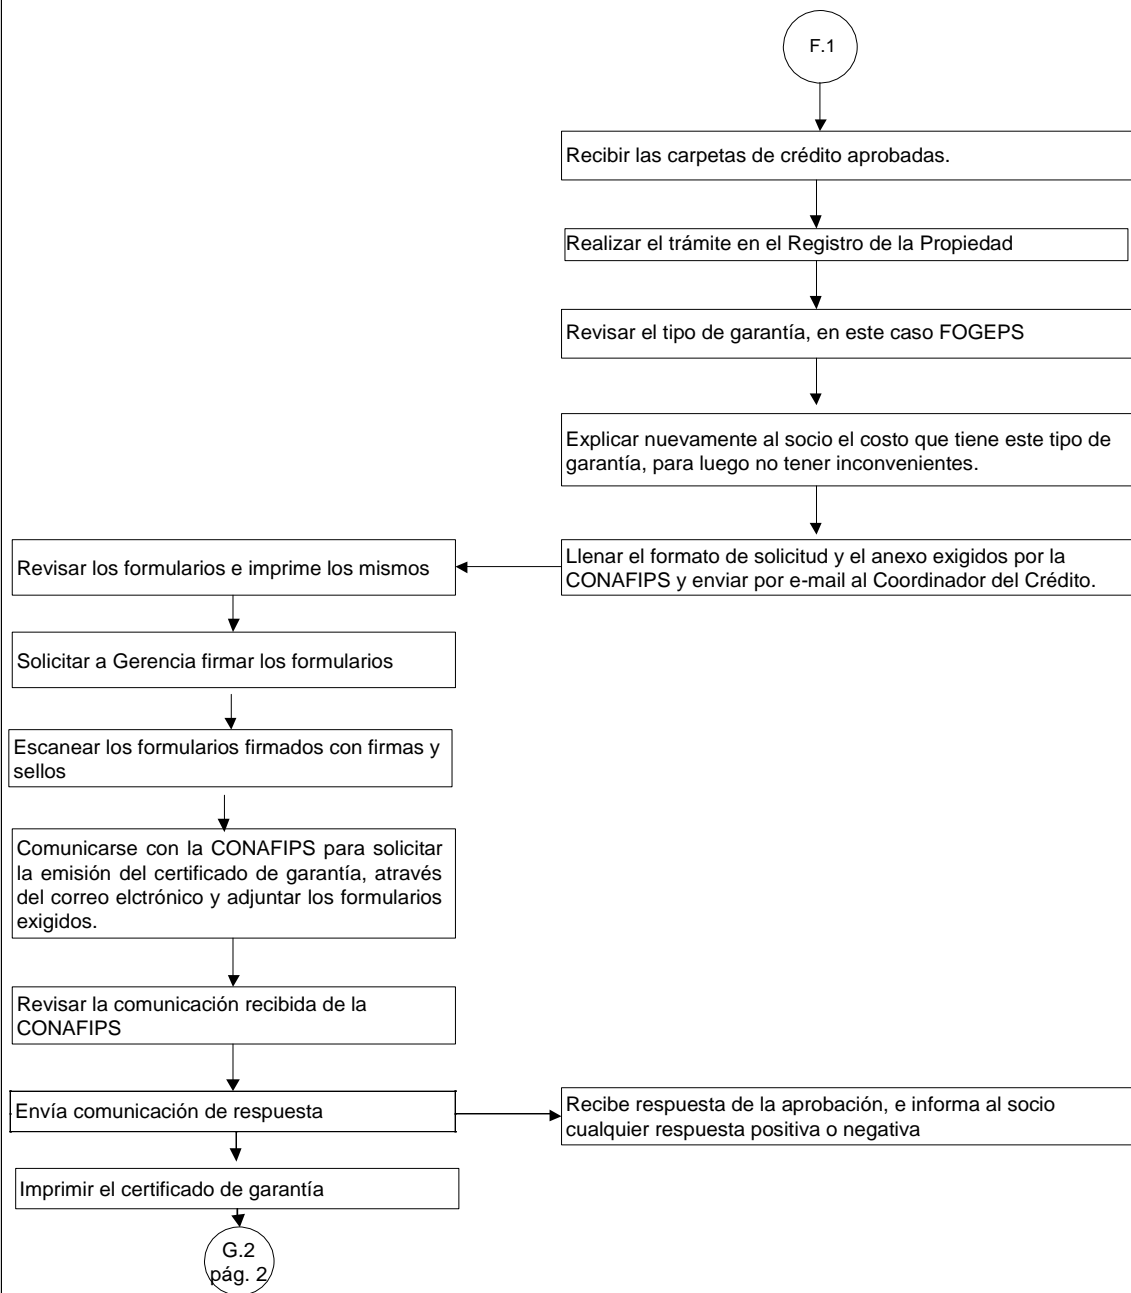 F.1
Recibir las carpetas de crédito aprobadas.
Realizar el trámite en el Registro de la Propiedad
Revisar el tipo de garantía, en este caso FOGEPS
Explicar nuevamente al socio el costo que tiene este tipo de
garantía, para luego no tener inconvenientes.
Llenar el formato de solicitud y el anexo exigidos por la
CONAFIPS y enviar por e-mail al Coordinador del Crédito.
Revisar los formularios e imprime los mismos
Solicitar a Gerencia firmar los formularios
Escanear los formularios firmados con firmas y
sellos
Comunicarse con la CONAFIPS para solicitar
la emisión del certificado de garantía, através
del correo elctrónico y adjuntar los formularios
exigidos.
Revisar la comunicación recibida de la
CONAFIPS
Envía comunicación de respuesta
Recibe respuesta de la aprobación, e informa al socio
cualquier respuesta positiva o negativa
Imprimir el certificado de garantía
G.2
pág. 2